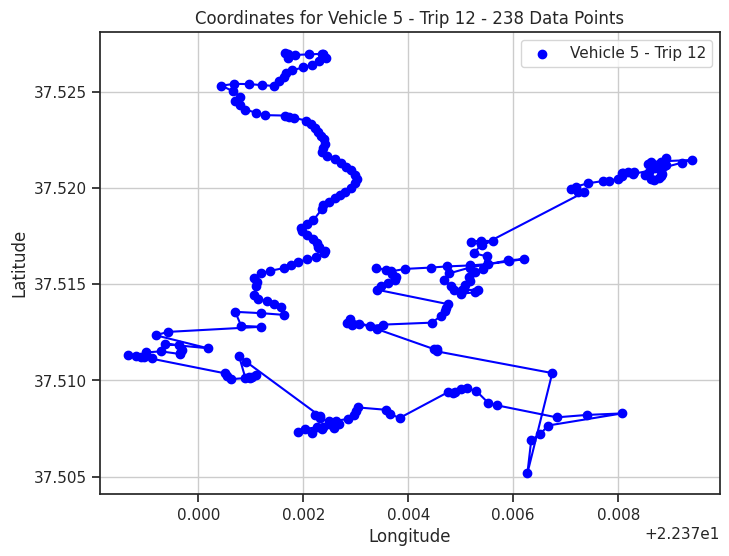 Coordinates for Vehicle 5 - Trip 12 - 238 Data Points
Vehicle 5 - Trip 12
37.525
37.520
37.515
37.510
37.505
Latitude
0.000 0.002 0.004 0.006 0.008
Longitude
+2.237e1